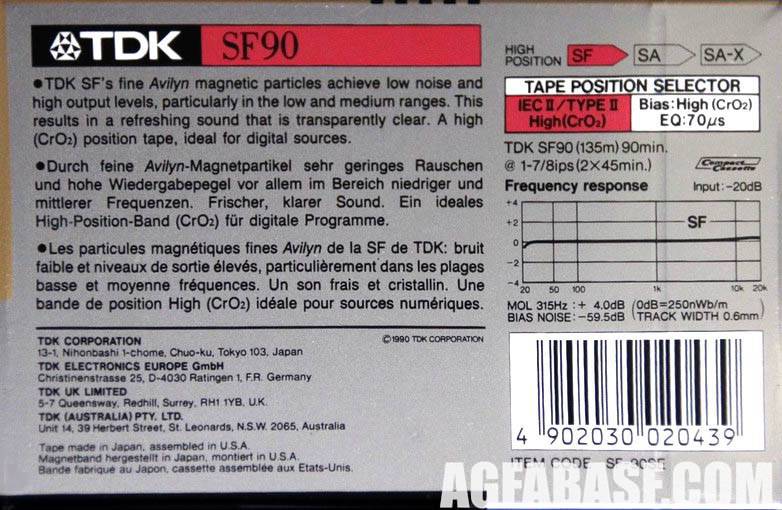 TDK SF90
•TDK SF's fine Avilyn magnetic particles achieve low noise and
high output levels, particularly in the low and medium ranges. This
results in a refreshing sound that is transparently clear. A high
(CrO₂) position tape, ideal for digital sources.
•Durch feine Avilyn-Magnetpartikel sehr geringes Rauschen
und hohe Wiedergabepegel vor allem im Bereich niedriger und
mittlerer Frequenzen. Frischer, klarer Sound. Ein ideales
High-Position-Band (CrO₂) für digitale Programme.
•Les particules magnétiques fines Avilyn de la SF de TDK: bruit
faible et niveaux de sortie élevés, particulièrement dans les plages
basse et moyenne fréquences. Un son frais et cristallin. Une
bande de position High (CrO₂) idéale pour sources numériques.
TDK CORPORATION ©1990 TDK CORPORATION
13-1, Nihonbashi 1-chome, Chuo-ku, Tokyo 103, Japan
TDK ELECTRONICS EUROPE GmbH
Christinenstrasse 25, D-4030 Ratingen 1, F.R. Germany
TDK UK LIMITED
5-7 Queensway, Redhill, Surrey, RH1 1YB, U.K.
TDK (AUSTRALIA) PTY. LTD.
Unit 14, 39 Herbert Street, St. Leonards, N.S.W. 2065, Australia
Tape made in Japan, assembled in U.S.A.
Magnetband hergestellt in Japan, montiert in U.S.A.
Bande fabriqué au Japon, cassette assemblée aux Etats-Unis.
HIGH
POSITION SF SA SA-X
TAPE POSITION SELECTOR
IEC II/TYPE II
High(CrO₂)
Bias: High (CrO₂)
EQ:70µs
TDK SF90 (135m) 90min.
@ 1-7/8ips (2×45min.)
Compact Cassette
Frequency response Input: -20dB
+4
+2
0
-2
-4
SF
20 50 100 1k 10k 20k
MOL 315Hz : + 4.0dB (0dB=250nWb/m
BIAS NOISE: -59.5dB TRACK WIDTH 0.6mm)
4 902030 020439
ITEM CODE SF-90SE
AGFABASE.COM